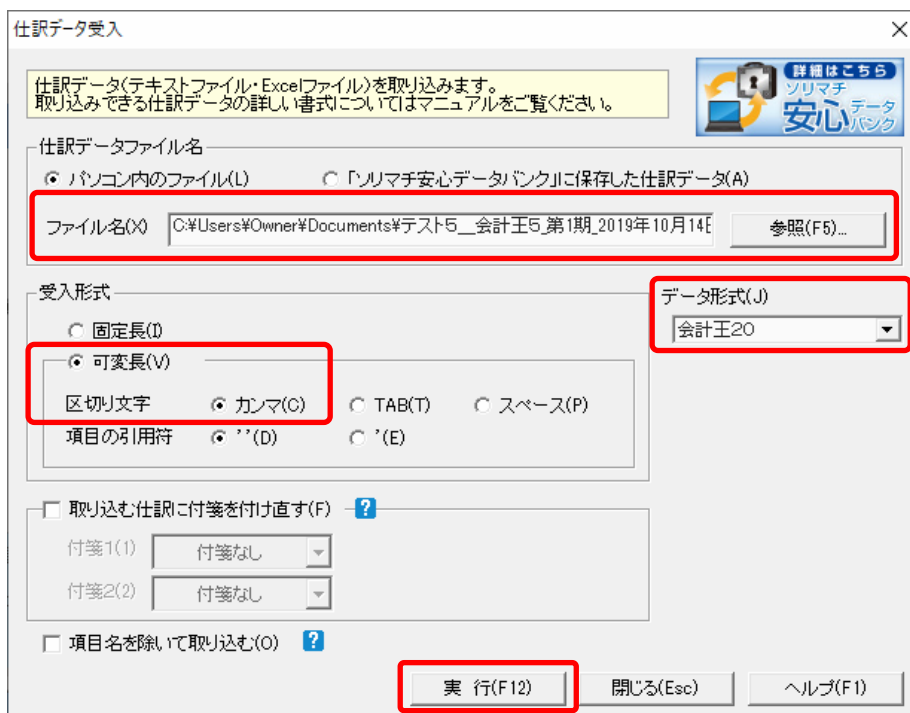 仕訳データ受入
仕訳データ(テキストファイル・Excelファイル)を取り込みます。
取り込みできる仕訳データの詳しい書式についてはマニュアルをご覧ください。
詳細はこちら
ソリマチ
安心データバンク
仕訳データファイル名
パソコン内のファイル(L)
「ソリマチ安心データバンク」に保存した仕訳データ(A)
ファイル名(X) C:¥Users¥Owner¥Documents¥テスト5__会計王5_第1期_2019年10月14日 参照(F5)...
受入形式
データ形式(J)
固定長(I)
会計王20
可変長(V)
区切り文字 カンマ(C) TAB(T) スペース(P)
項目の引用符 ''(D) '(E)
取り込む仕訳に付箋を付け直す(F) ?
付箋1(1) 付箋なし
付箋2(2) 付箋なし
項目名を除いて取り込む(O) ?
実 行(F12) 閉じる(Esc) ヘルプ(F1)